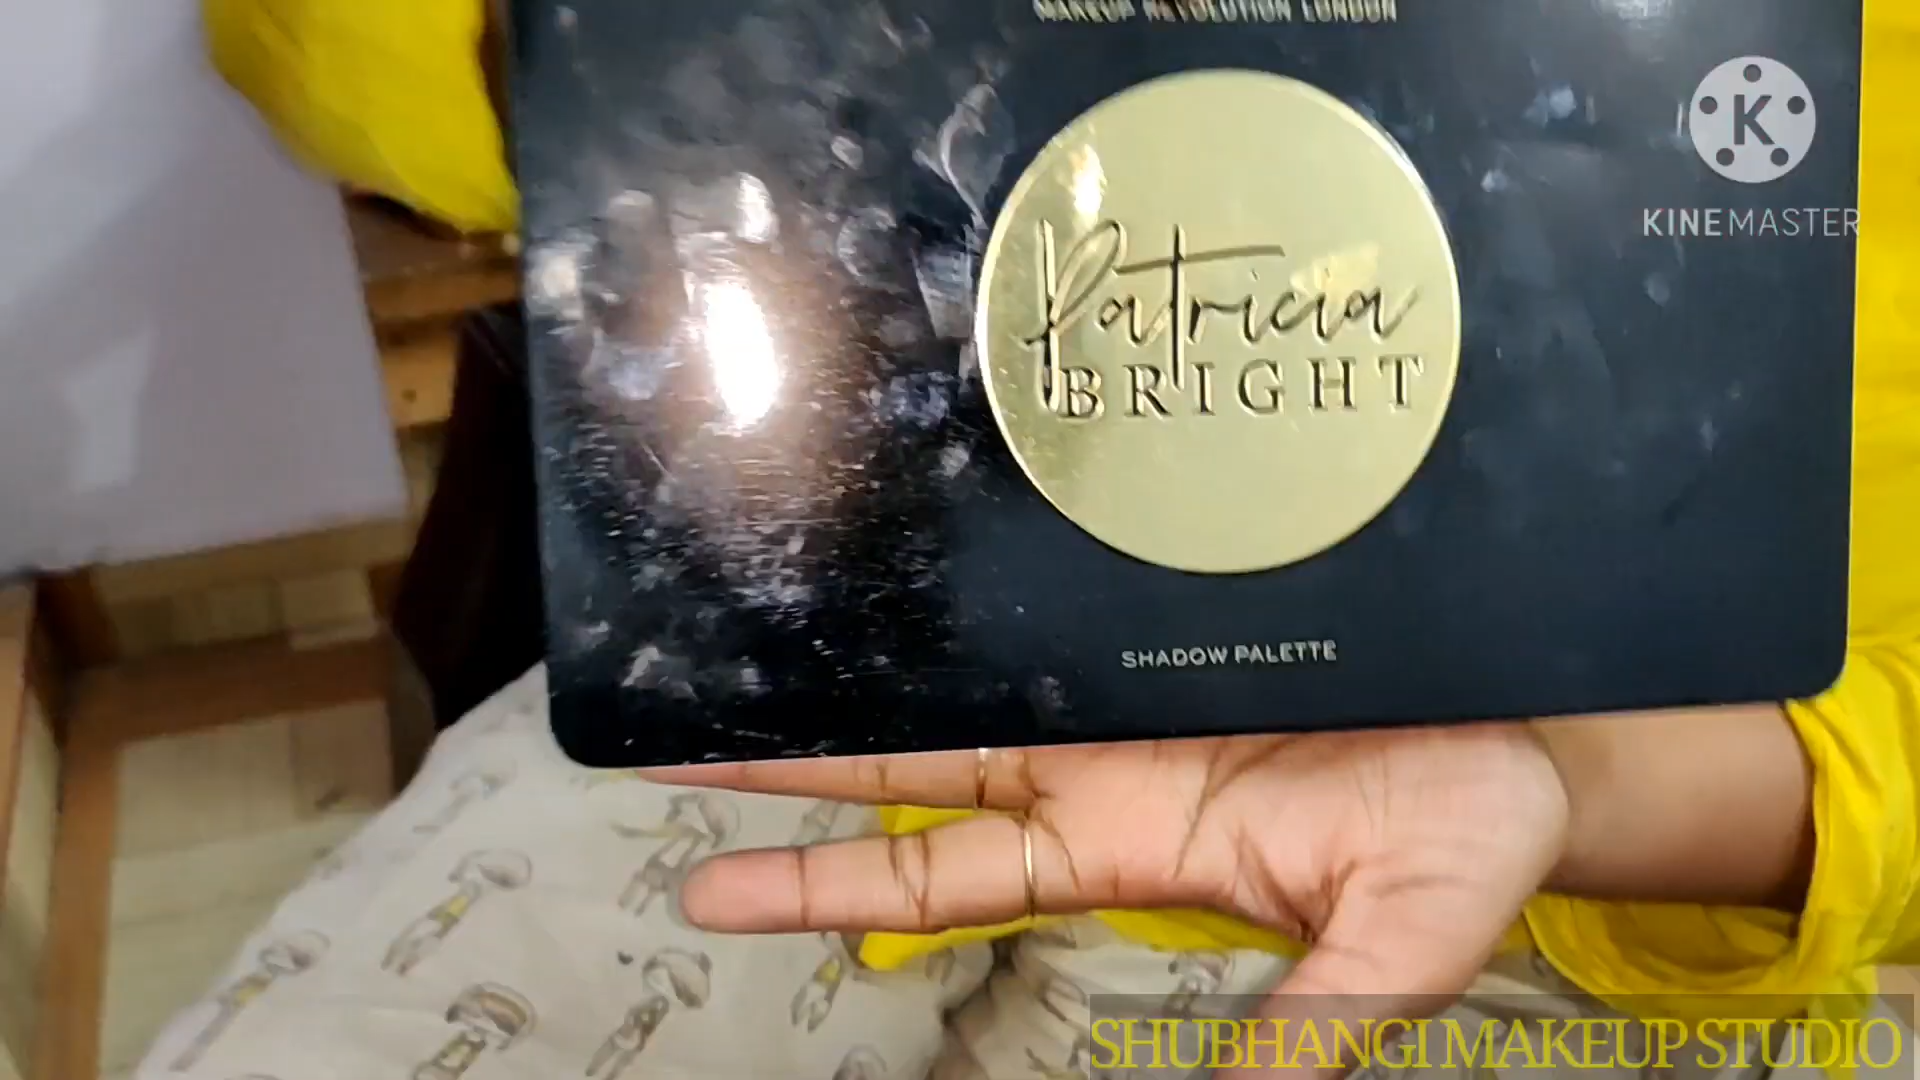 MAKEUP REVOLUTION LONDON
K
KINEMASTER
Patricia
BRIGHT
SHADOW PALETTE
SHUBHANGI MAKEUP STUDIO